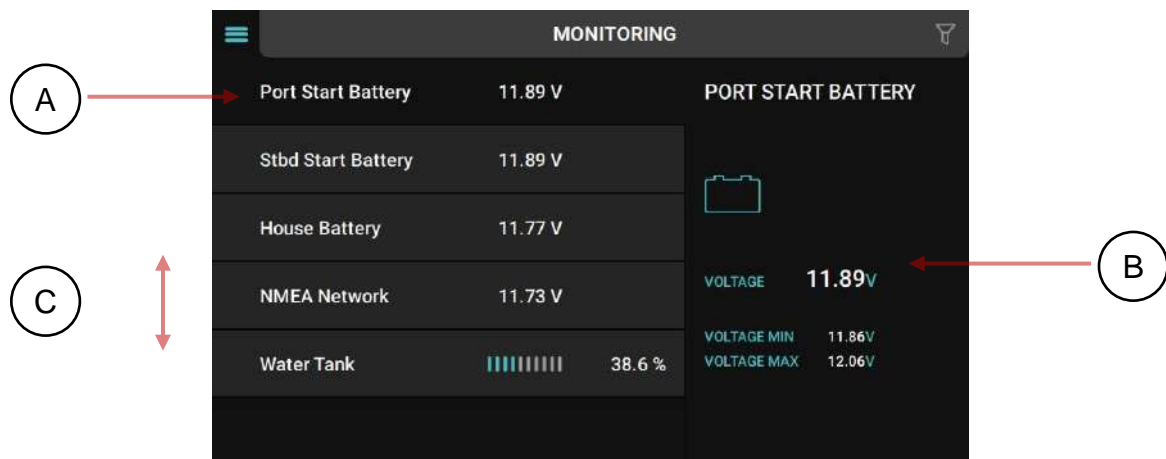 MONITORING
A
Port Start Battery 11.89 V
PORT START BATTERY
Stbd Start Battery 11.89 V
House Battery 11.77 V
B
VOLTAGE 11.89V
C
NMEA Network 11.73 V
VOLTAGE MIN 11.86V
VOLTAGE MAX 12.06V
Water Tank 38.6 %